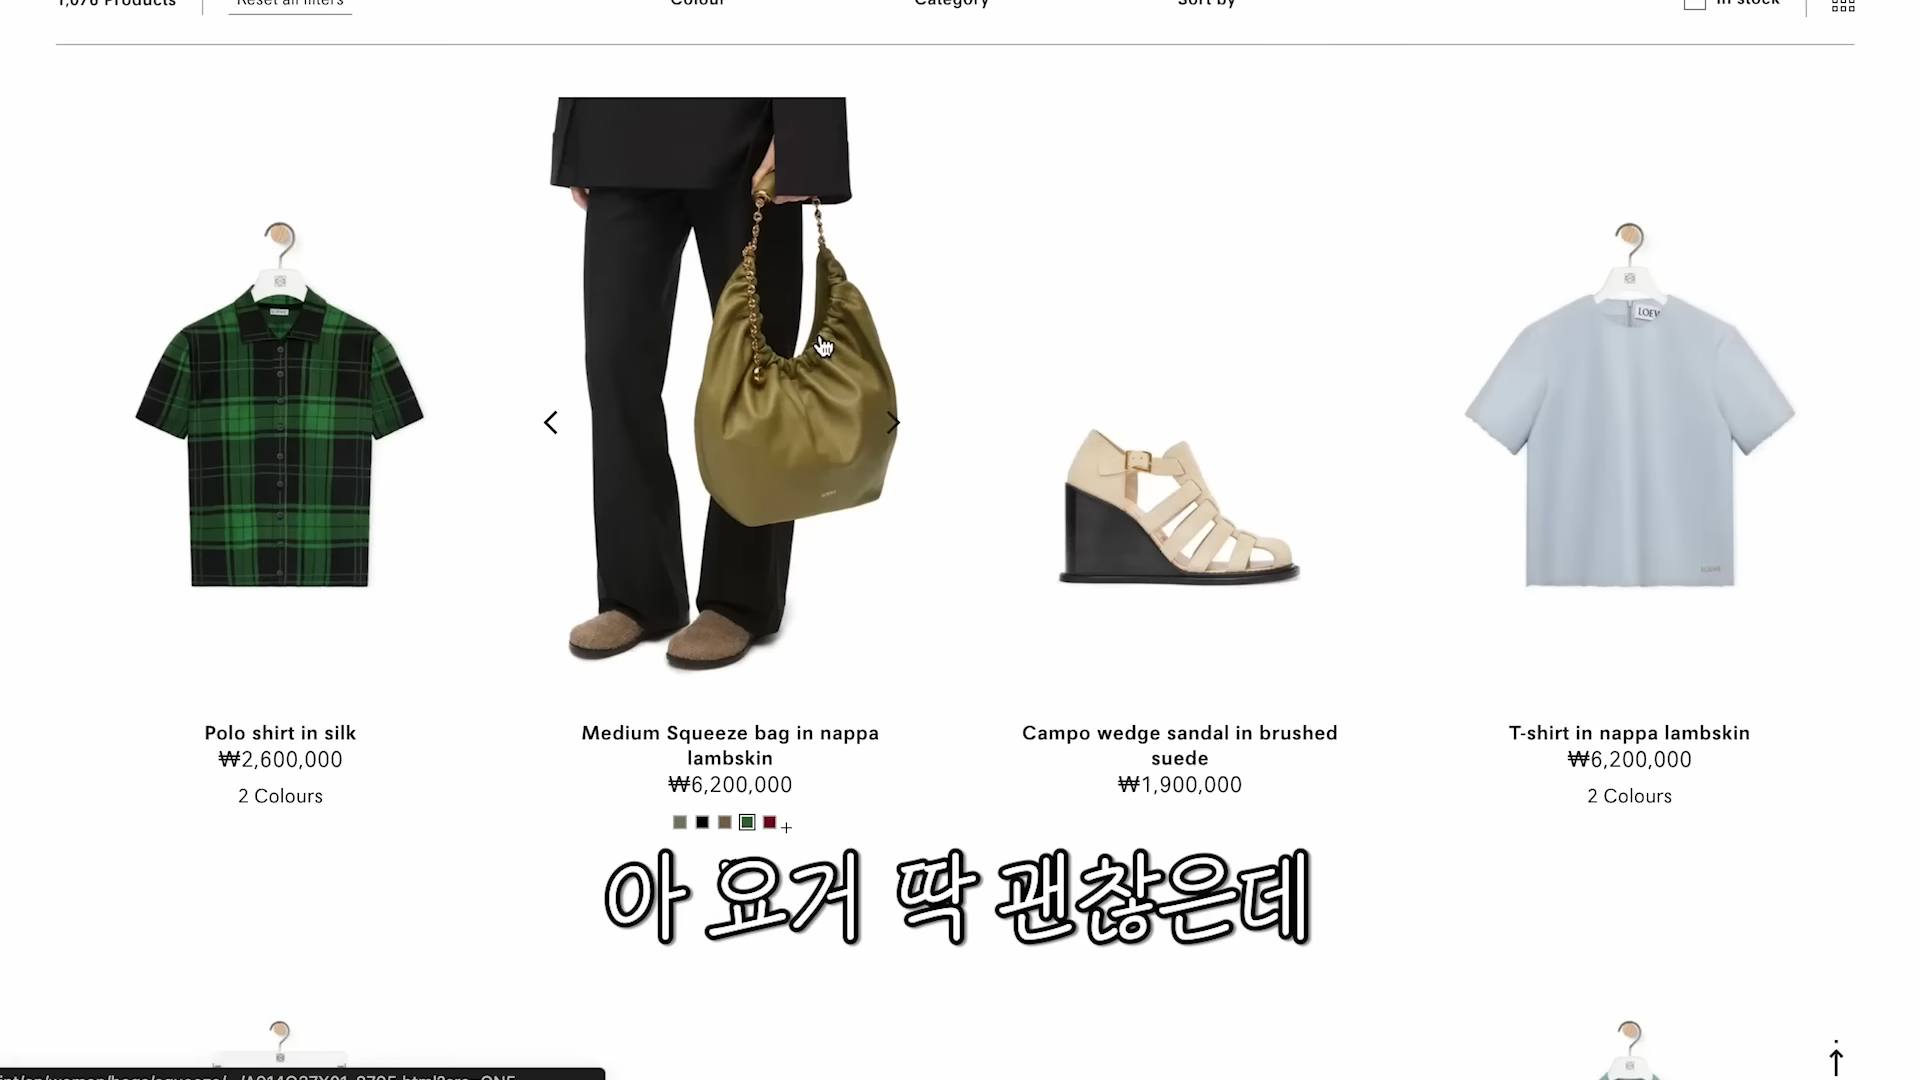 1,076 Products
Reset all filters
Colour
Category
Sort by
In stock
LOEW
Polo shirt in silk
₩2,600,000
2 Colours
Medium Squeeze bag in nappa
lambskin
₩6,200,000
+
Campo wedge sandal in brushed
suede
₩1,900,000
T-shirt in nappa lambskin
₩6,200,000
2 Colours
아 요거 딱 괜찮은데